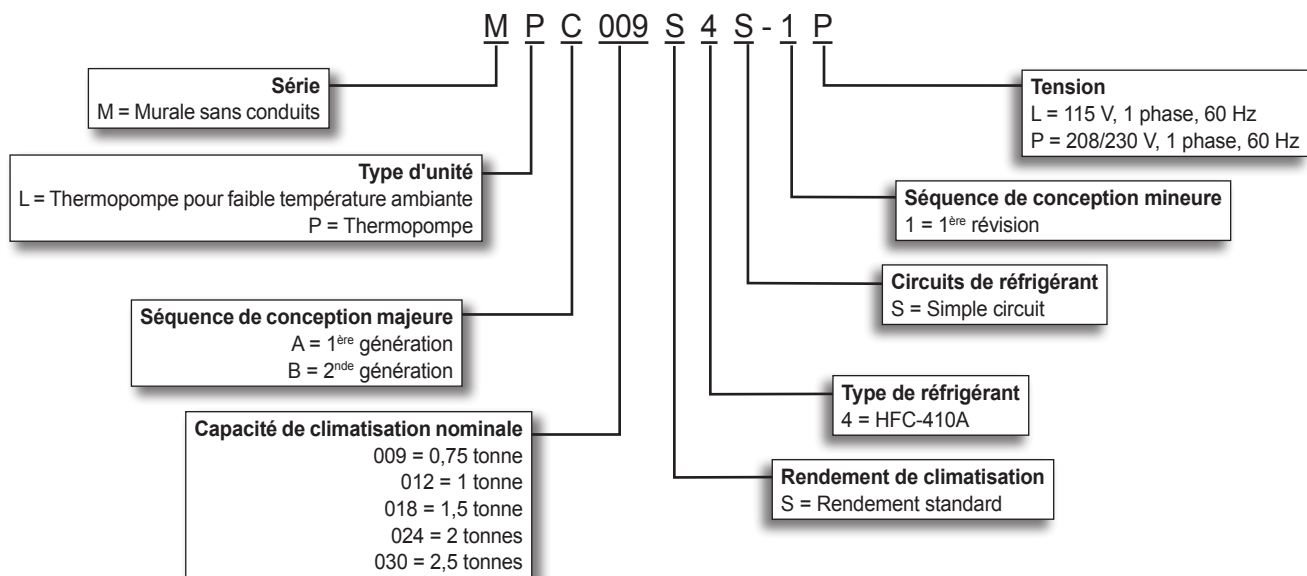 M P C 009 S 4 S - 1 P
Série
M = Murale sans conduits
Type d'unité
L = Thermopompe pour faible température ambiante
P = Thermopompe
Séquence de conception majeure
A = 1ère génération
B = 2nde génération
Capacité de climatisation nominale
009 = 0,75 tonne
012 = 1 tonne
018 = 1,5 tonne
024 = 2 tonnes
030 = 2,5 tonnes
Tension
L = 115 V, 1 phase, 60 Hz
P = 208/230 V, 1 phase, 60 Hz
Séquence de conception mineure
1 = 1ère révision
Circuits de réfrigérant
S = Simple circuit
Type de réfrigérant
4 = HFC-410A
Rendement de climatisation
S = Rendement standard